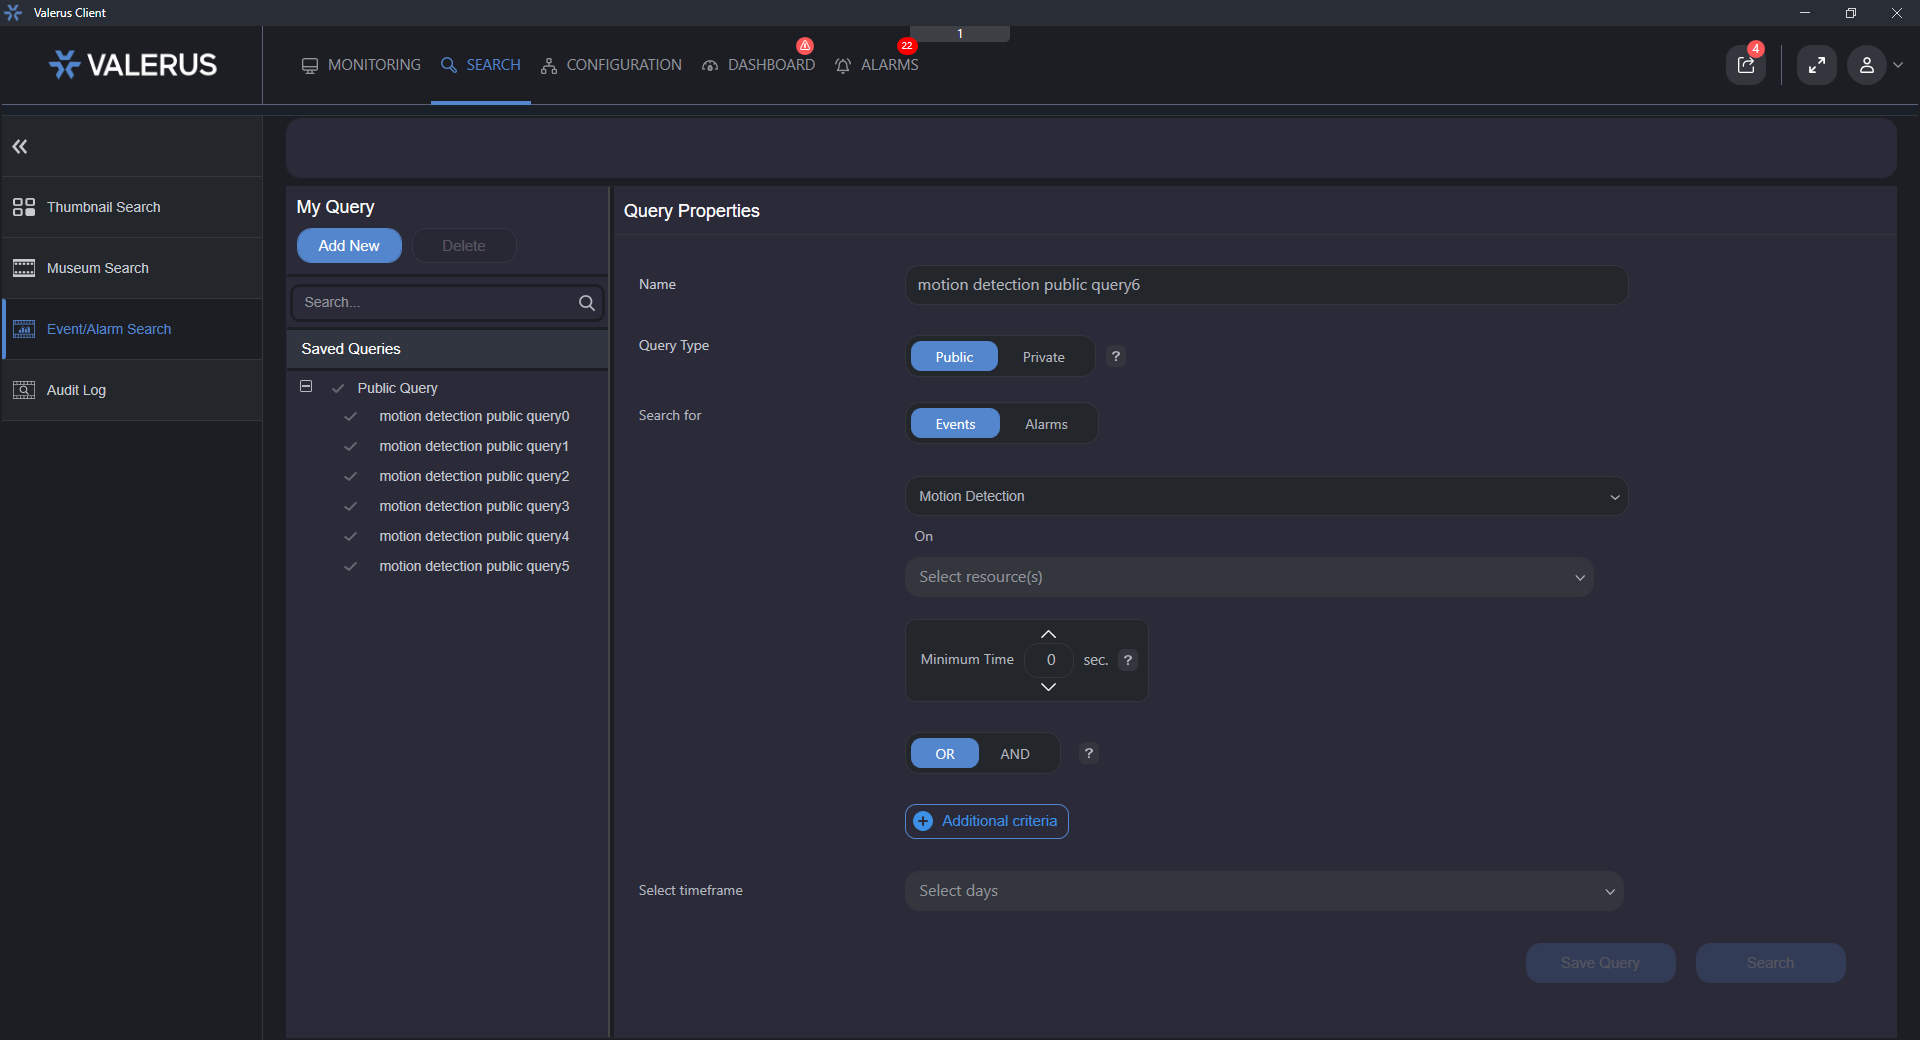 Valerus Client
1
VALERUS
MONITORING
SEARCH
CONFIGURATION
DASHBOARD
22
ALARMS
4
Thumbnail Search
Museum Search
Event/Alarm Search
Audit Log
My Query
Add New
Delete
Search...
Saved Queries
Public Query
motion detection public query0
motion detection public query1
motion detection public query2
motion detection public query3
motion detection public query4
motion detection public query5
Query Properties
Name
motion detection public query6
Query Type
Public
Private
?
Search for
Events
Alarms
Motion Detection
On
Select resource(s)
Minimum Time
0
sec.
?
OR
AND
?
Additional criteria
Select timeframe
Select days
Save Query
Search